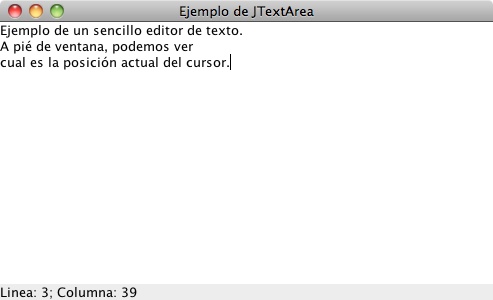 Ejemplo de JTextArea
Ejemplo de un sencillo editor de texto.
A pié de ventana, podemos ver
cual es la posición actual del cursor.
Linea: 3; Columna: 39